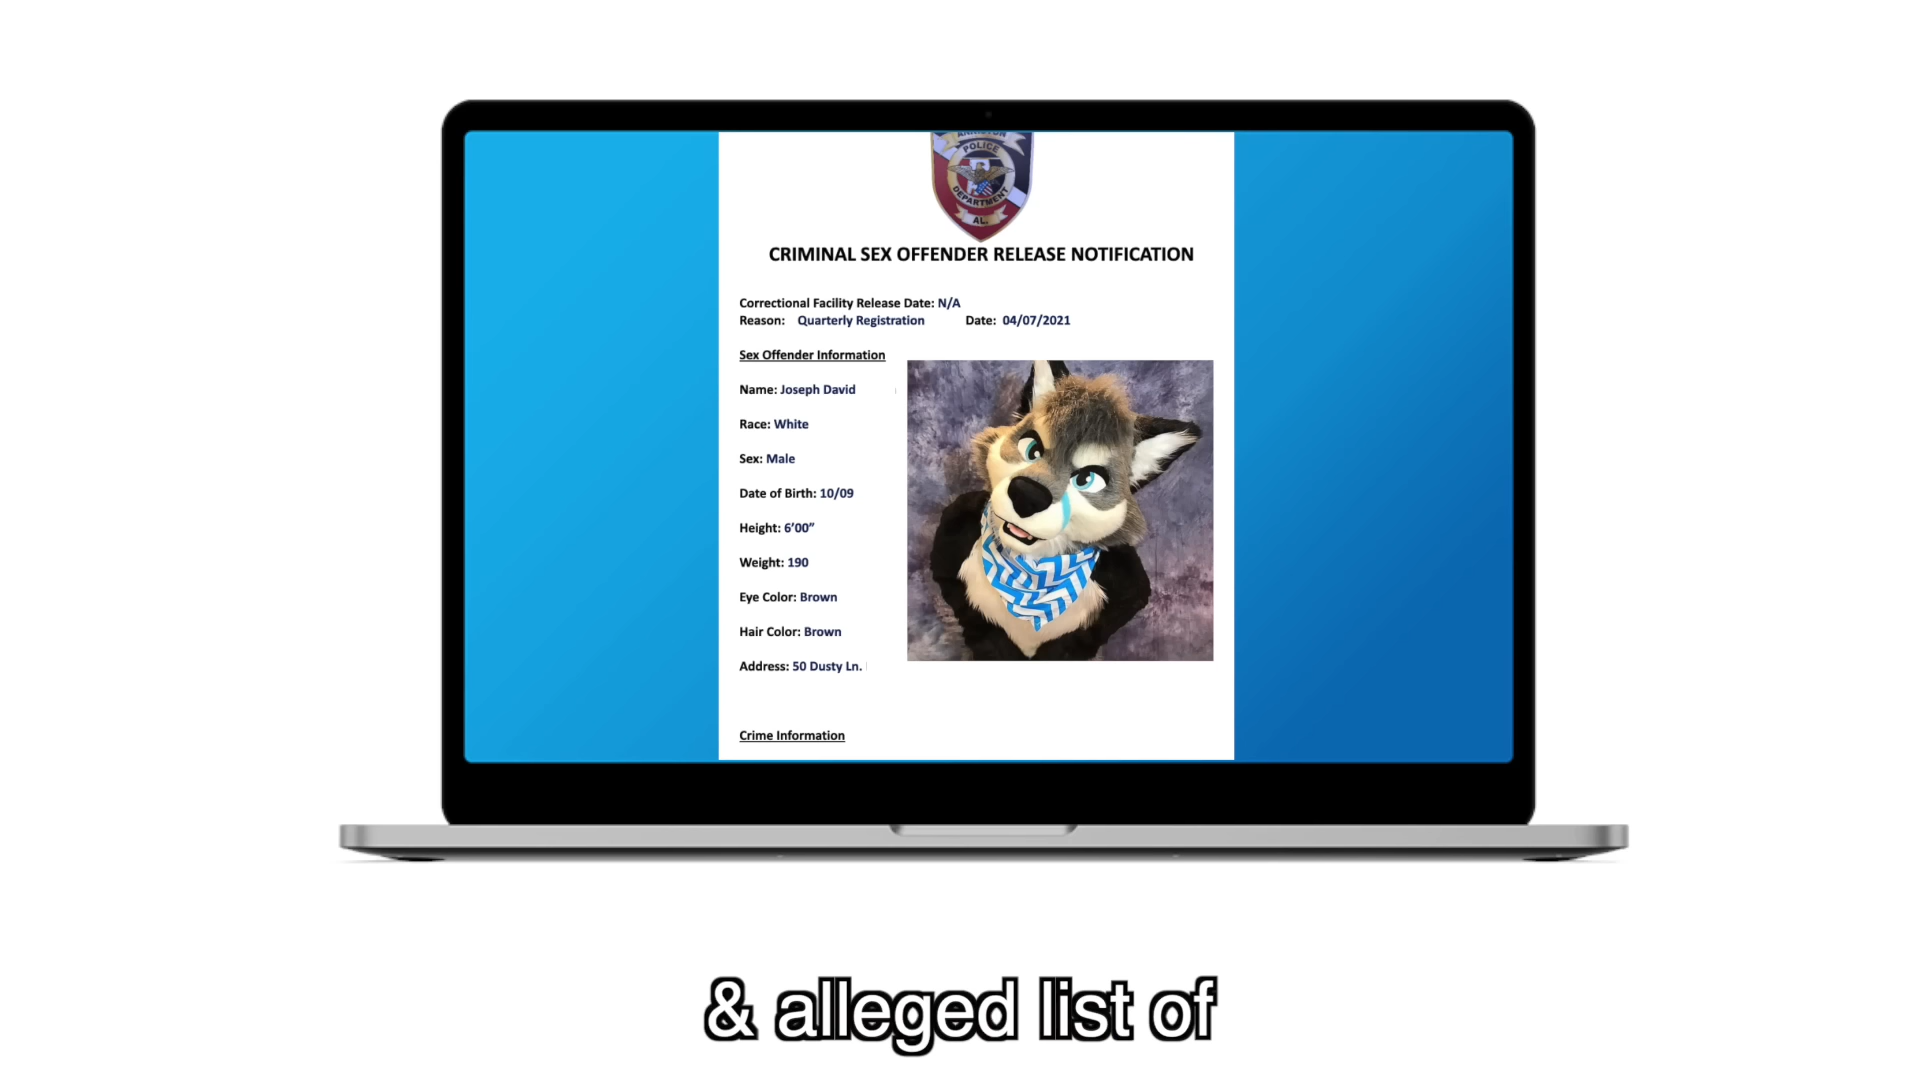 POLICE
DEPARTMENT
AL.
CRIMINAL SEX OFFENDER RELEASE NOTIFICATION
Correctional Facility Release Date: N/A
Reason: Quarterly Registration Date: 04/07/2021
Sex Offender Information
Name: Joseph David
Race: White
Sex: Male
Date of Birth: 10/09
Height: 6’00”
Weight: 190
Eye Color: Brown
Hair Color: Brown
Address: 50 Dusty Ln.
Crime Information
& alleged list of